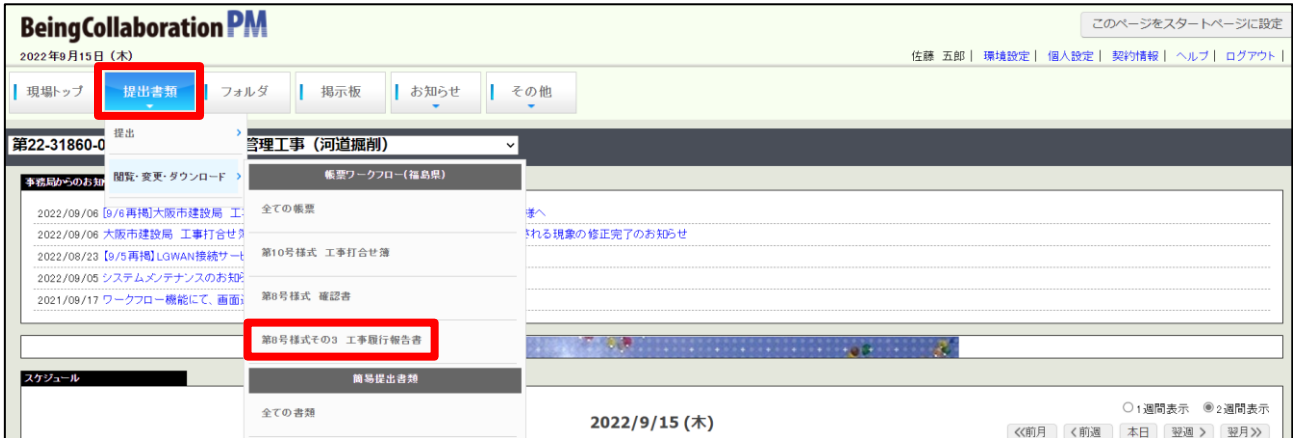 BeingCollaboration PM
このページをスタートページに設定
2022年9月15日 (木)
佐藤 五郎 | 環境設定 | 個人設定 | 契約情報 | ヘルプ | ログアウト |
現場トップ 提出書類 フォルダ 掲示板 お知らせ その他
提出
第22-31860-0 管理工事（河道掘削）
閲覧・変更・ダウンロード
帳票ワークフロー(福島県)
事務局からのお知
全ての帳票
2022/09/06 [9/6再掲]大阪市建設局 工 様へ
2022/09/06 大阪市建設局 工事打合せ される現象の修正完了のお知らせ
第10号様式 工事打合せ簿
2022/08/23 【9/5再掲】LGWAN接続サー
2022/09/05 システムメンテナンスのお知
第8号様式 確認書
2021/09/17 ワークフロー機能にて、画面
第8号様式その3 工事履行報告書
スケジュール
簡易提出書類
全ての書類
2022/9/15 (木)
1週間表示 2週間表示
≪前月 <前週 本日 翌週 > 翌月≫